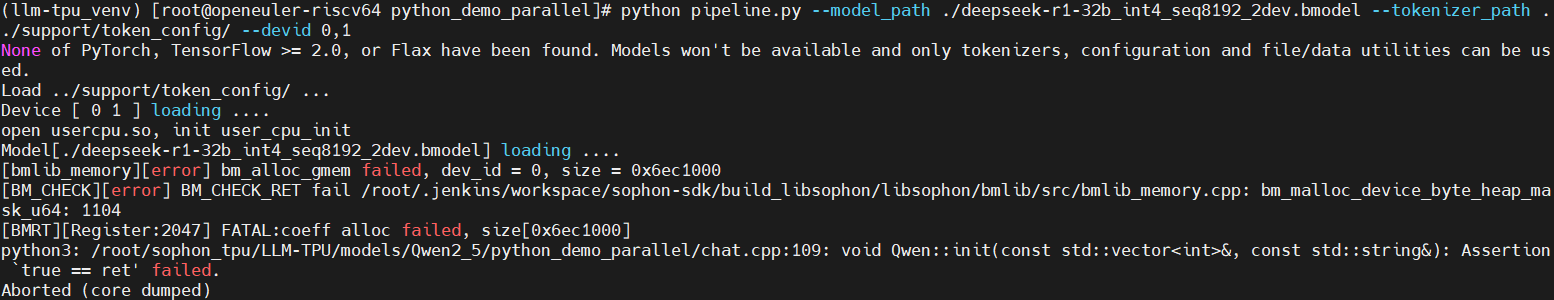 (llm-tpu_venv) [root@openeuler-riscv64 python_demo_parallel]# python pipeline.py --model_path ./deepseek-r1-32b_int4_seq8192_2dev.bmodel --tokenizer_path .
./support/token_config/ --devid 0,1
None of PyTorch, TensorFlow >= 2.0, or Flax have been found. Models won't be available and only tokenizers, configuration and file/data utilities can be us
ed.
Load ../support/token_config/ ...
Device [ 0 1 ] loading ....
open usercpu.so, init user_cpu_init
Model[./deepseek-r1-32b_int4_seq8192_2dev.bmodel] loading ....
[bmlib_memory][error] bm_alloc_gmem failed, dev_id = 0, size = 0x6ec1000
[BM_CHECK][error] BM_CHECK_RET fail /root/.jenkins/workspace/sophon-sdk/build_libsophon/libsophon/bmlib/src/bmlib_memory.cpp: bm_malloc_device_byte_heap_ma
sk_u64: 1104
[BMRT][Register:2047] FATAL:coeff alloc failed, size[0x6ec1000]
python3: /root/sophon_tpu/LLM-TPU/models/Qwen2_5/python_demo_parallel/chat.cpp:109: void Qwen::init(const std::vector<int>&, const std::string&): Assertion
 `true == ret' failed.
Aborted (core dumped)